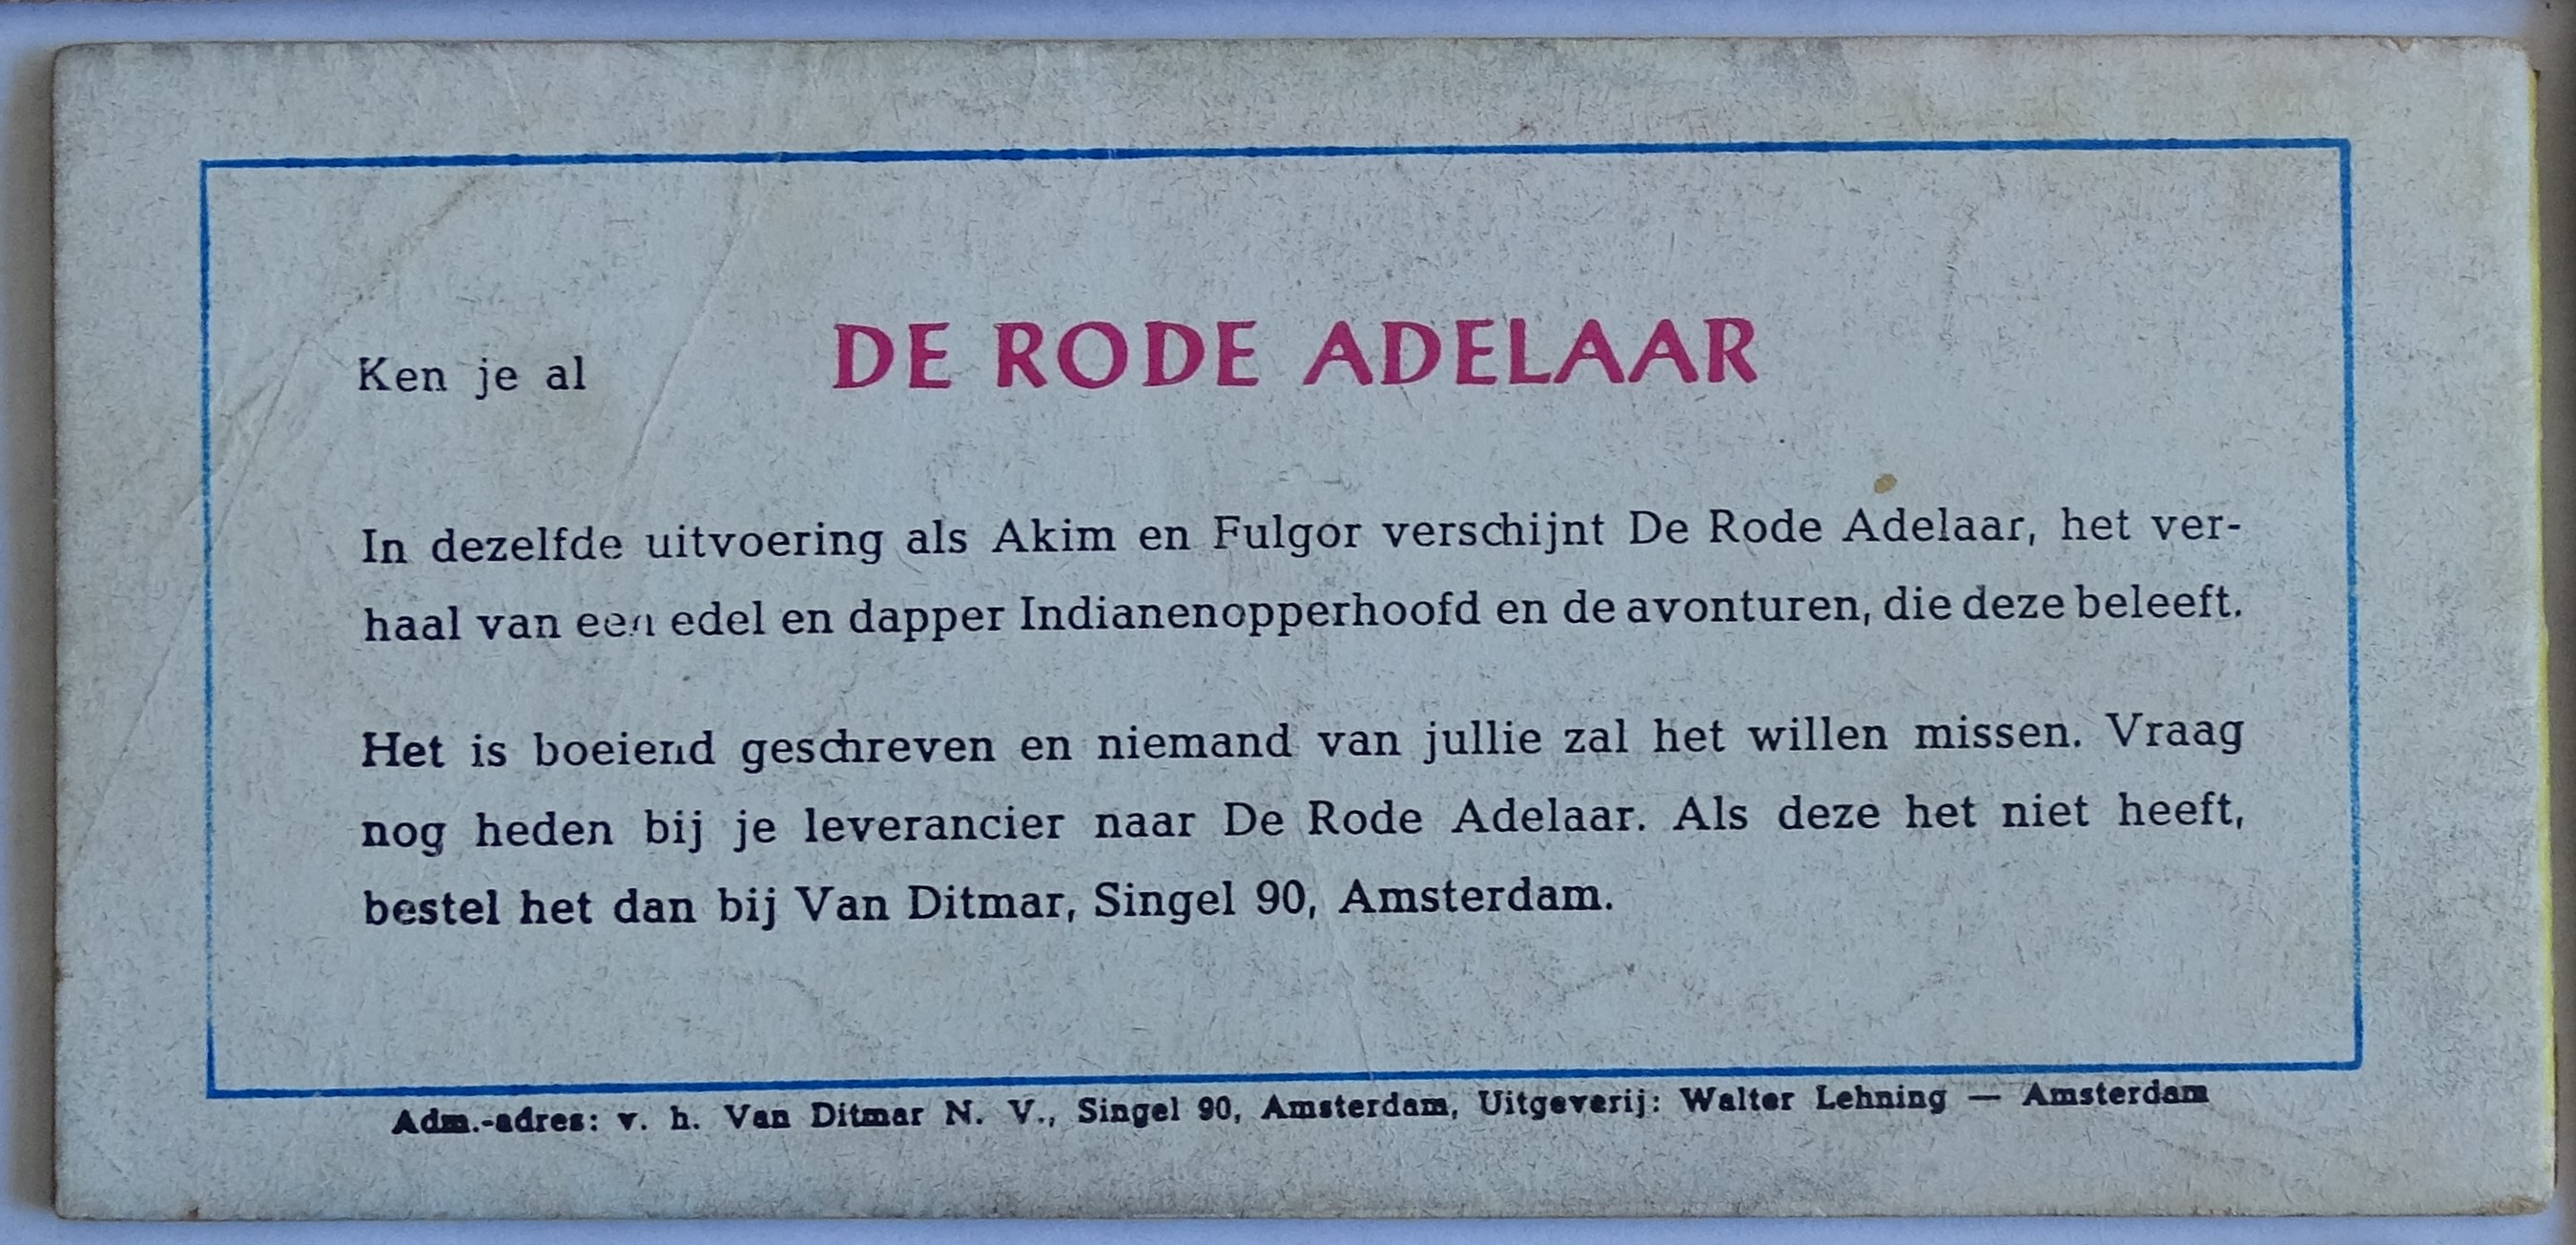 Ken je al DE RODE ADELAAR
In dezelfde uitvoering als Akim en Fulgor verschijnt De Rode Adelaar, het ver-
haal van een edel en dapper Indianenopperhoofd en de avonturen, die deze beleeft.
Het is boeiend geschreven en niemand van jullie zal het willen missen. Vraag
nog heden bij je leverancier naar De Rode Adelaar. Als deze het niet heeft,
bestel het dan bij Van Ditmar, Singel 90, Amsterdam.
Adm.-adres: v. h. Van Ditmar N. V., Singel 90, Amsterdam, Uitgeverij: Walter Lehning — Amsterdam